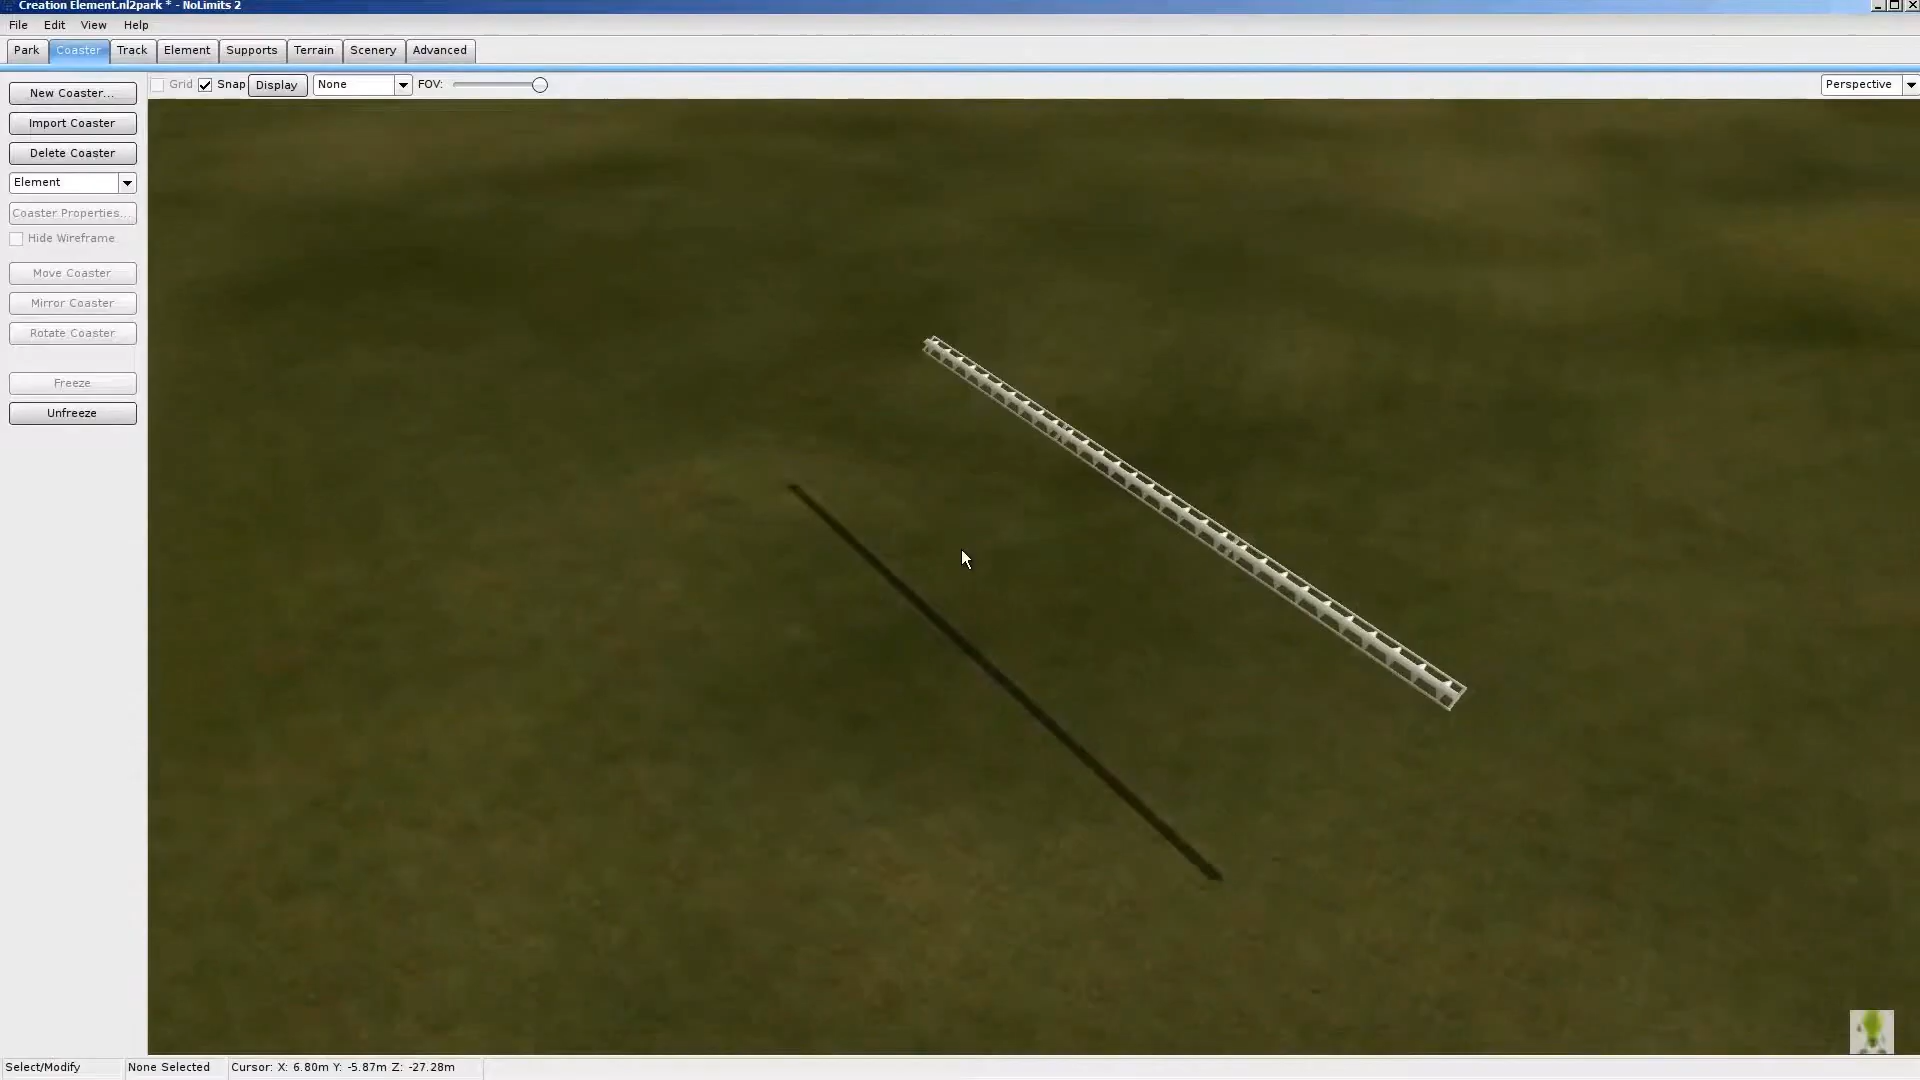 Creation Element.nl2park * - NoLimits 2
File Edit View Help
Park Coaster Track Element Supports Terrain Scenery Advanced
Grid Snap Display None FOV: Perspective
New Coaster...
Import Coaster
Delete Coaster
Element
Coaster Properties...
Hide Wireframe
Move Coaster
Mirror Coaster
Rotate Coaster
Freeze
Unfreeze
Select/Modify None Selected Cursor: X: 6.80m Y: -5.87m Z: -27.28m